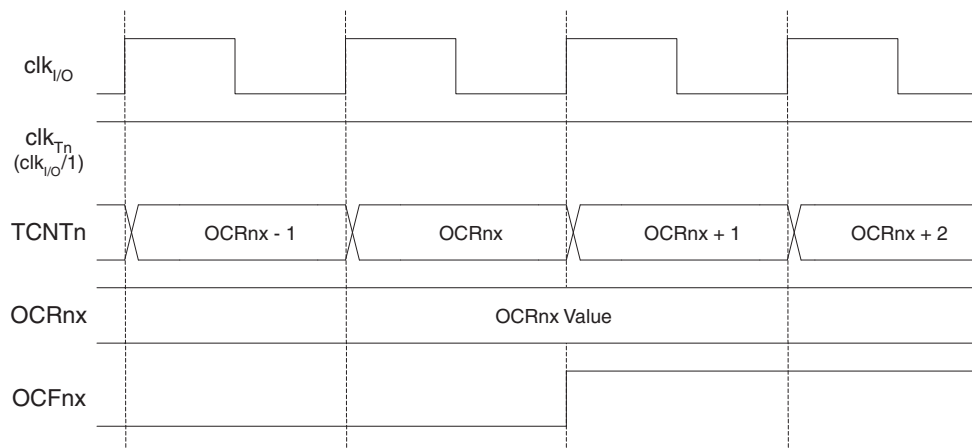 clkI/O
clkTn
(clkI/O/1)
TCNTn OCRnx - 1 OCRnx OCRnx + 1 OCRnx + 2
OCRnx OCRnx Value
OCFnx